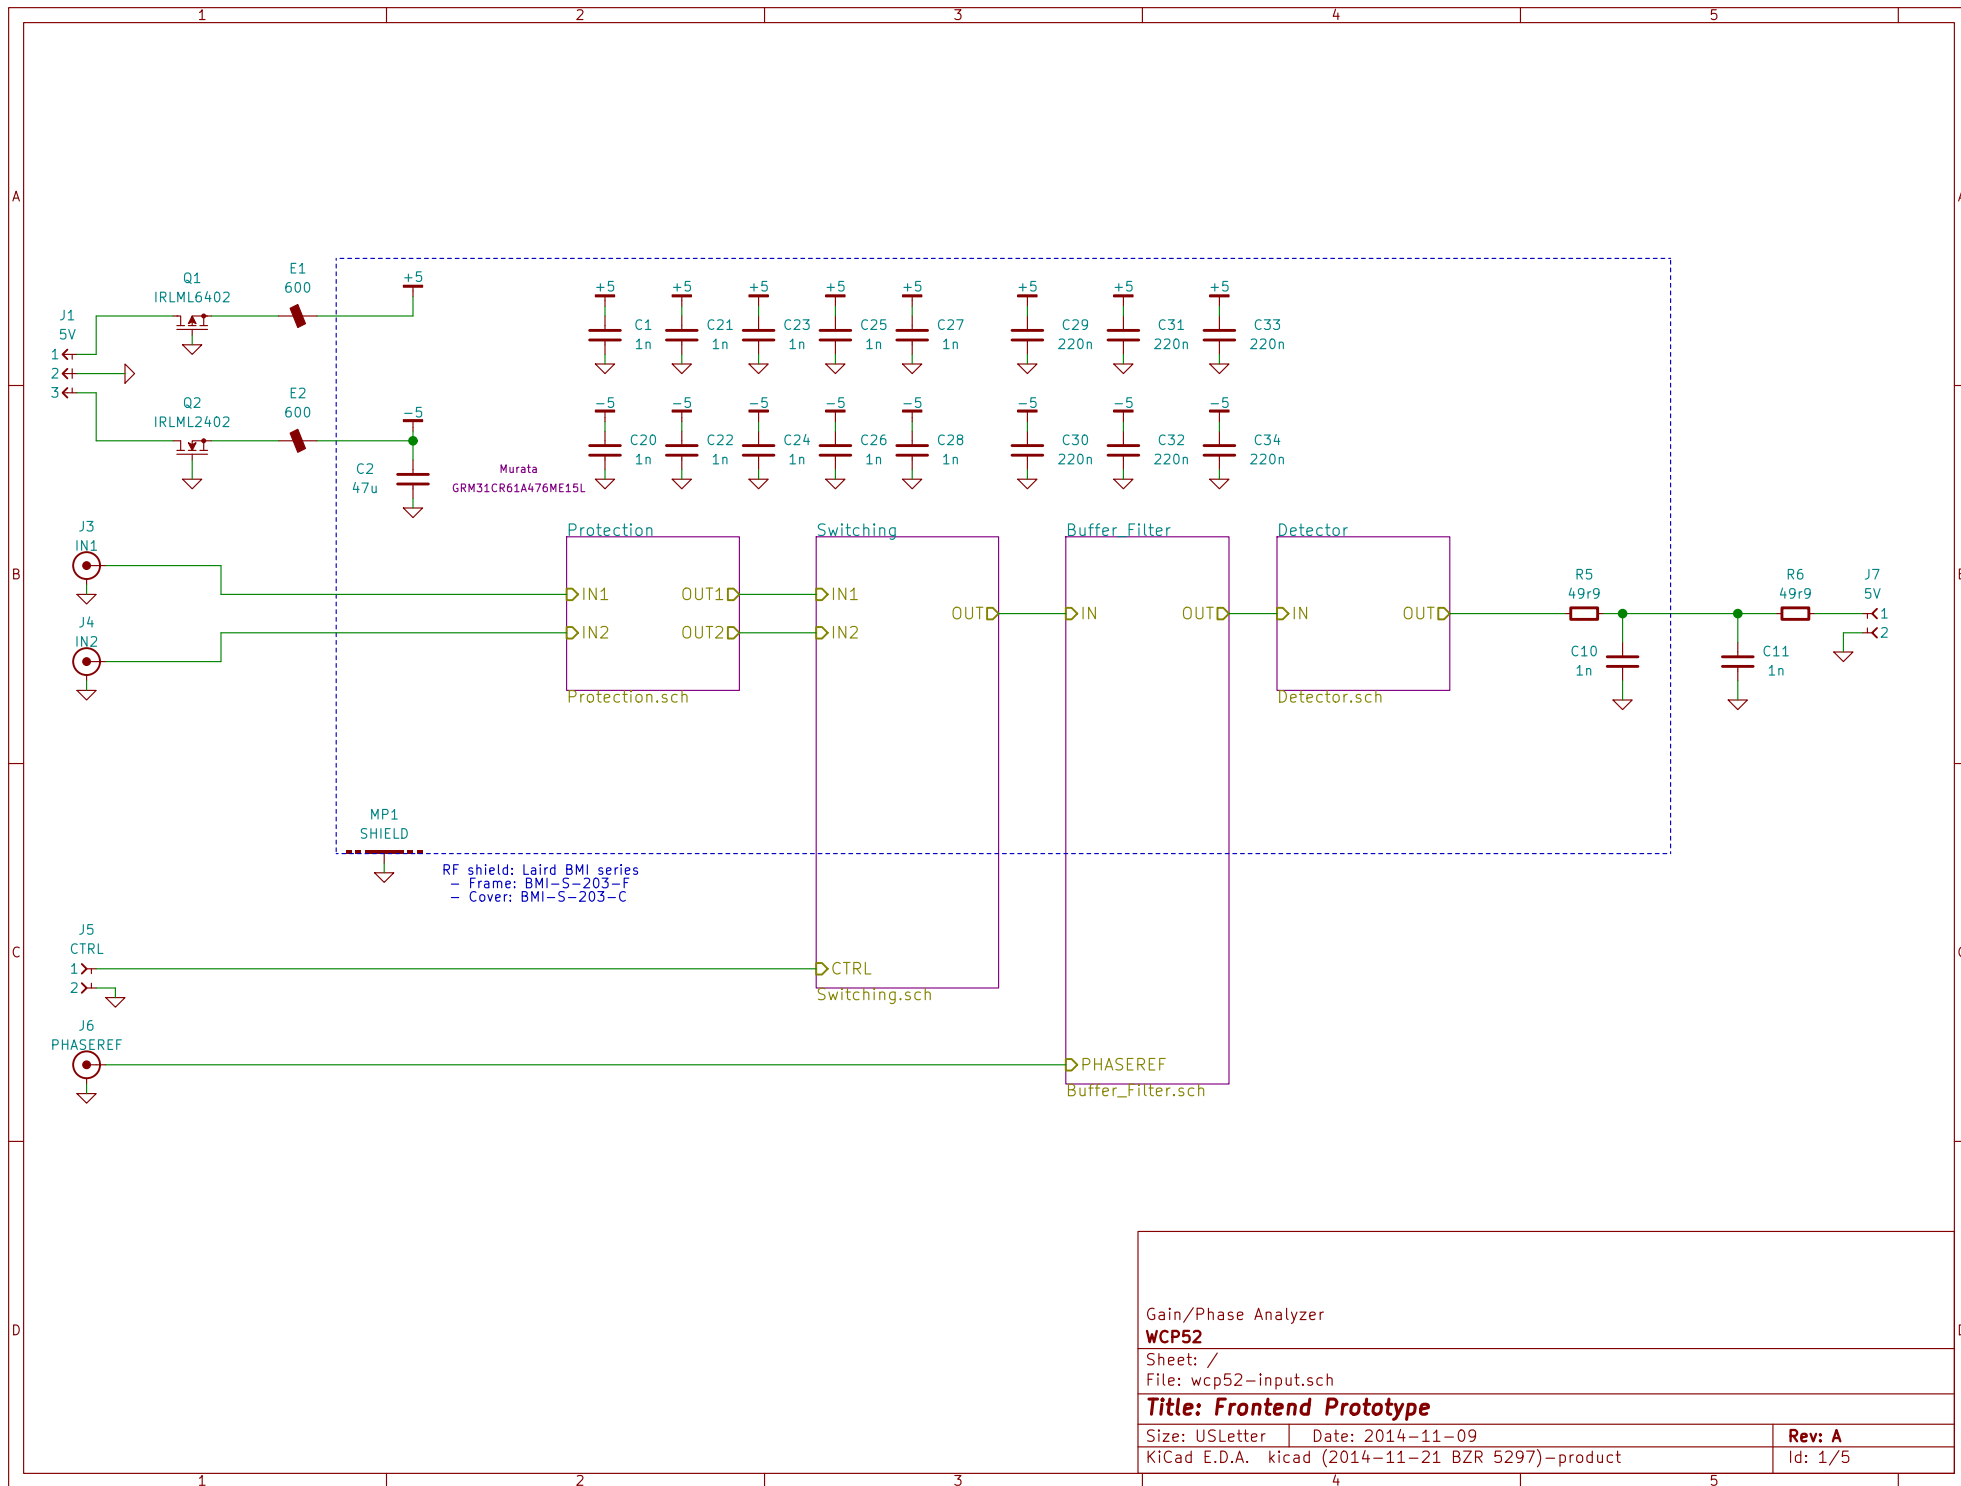 1 2 3 4 5
A
B
C
D
Q1
IRLML6402
E1
600
+5
J1
5V
1
2
3
Q2
IRLML2402
E2
600
-5
C2
47u
Murata
GRM31CR61A476ME15L
+5 +5 +5 +5 +5 +5 +5 +5
C1 C21 C23 C25 C27 C29 C31 C33
1n 1n 1n 1n 1n 220n 220n 220n
-5 -5 -5 -5 -5 -5 -5 -5
C20 C22 C24 C26 C28 C30 C32 C34
1n 1n 1n 1n 1n 220n 220n 220n
J3
IN1
J4
IN2
Protection
IN1 OUT1
IN2 OUT2
Protection.sch
Switching
IN1
OUT
IN2
CTRL
Switching.sch
Buffer_Filter
IN OUT
PHASEREF
Buffer_Filter.sch
Detector
IN OUT
Detector.sch
R5
49r9
C10
1n
R6
49r9
C11
1n
J7
5V
1
2
MP1
SHIELD
RF shield: Laird BMI series
- Frame: BMI-S-203-F
- Cover: BMI-S-203-C
J5
CTRL
1
2
J6
PHASEREF
Gain/Phase Analyzer
WCP52
Sheet: /
File: wcp52-input.sch
Title: Frontend Prototype
Size: USLetter Date: 2014-11-09 Rev: A
KiCad E.D.A. kicad (2014-11-21 BZR 5297)-product Id: 1/5
1 2 3 4 5